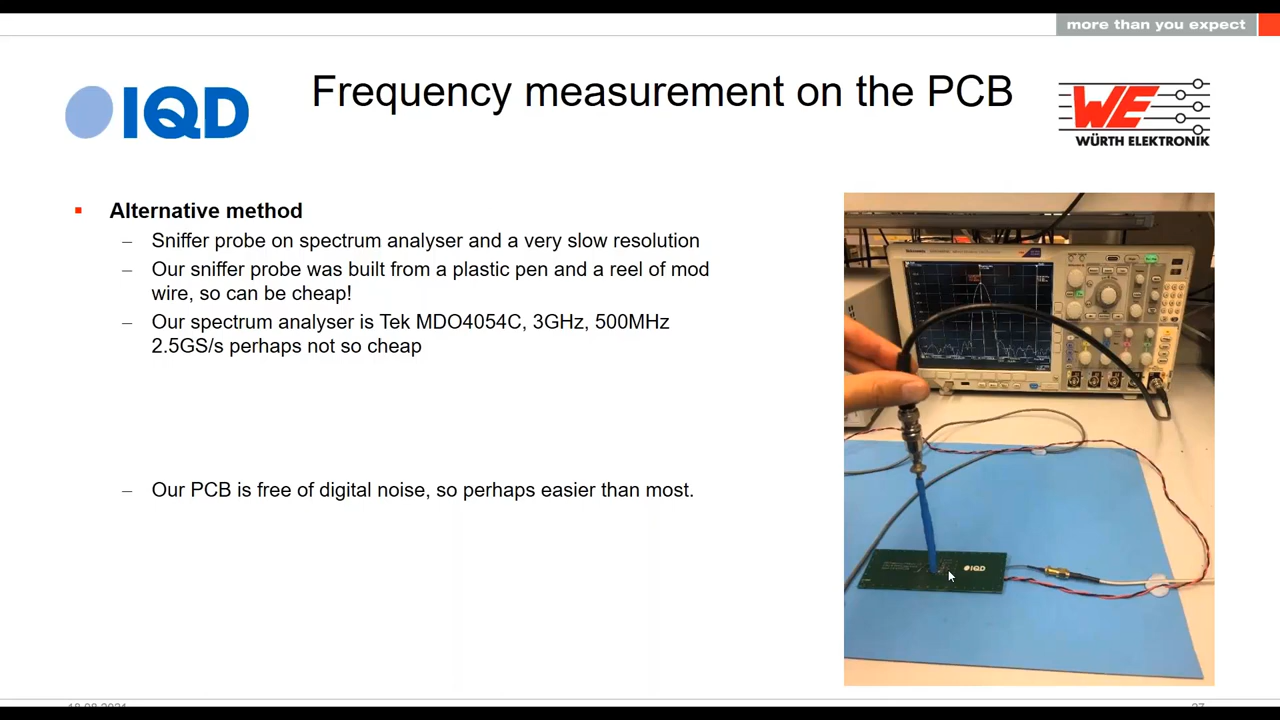 more than you expect
IQD
Frequency measurement on the PCB
WE
WÜRTH ELEKTRONIK
Alternative method
– Sniffer probe on spectrum analyser and a very slow resolution
– Our sniffer probe was built from a plastic pen and a reel of mod
wire, so can be cheap!
– Our spectrum analyser is Tek MDO4054C, 3GHz, 500MHz
2.5GS/s perhaps not so cheap
– Our PCB is free of digital noise, so perhaps easier than most.
IQD